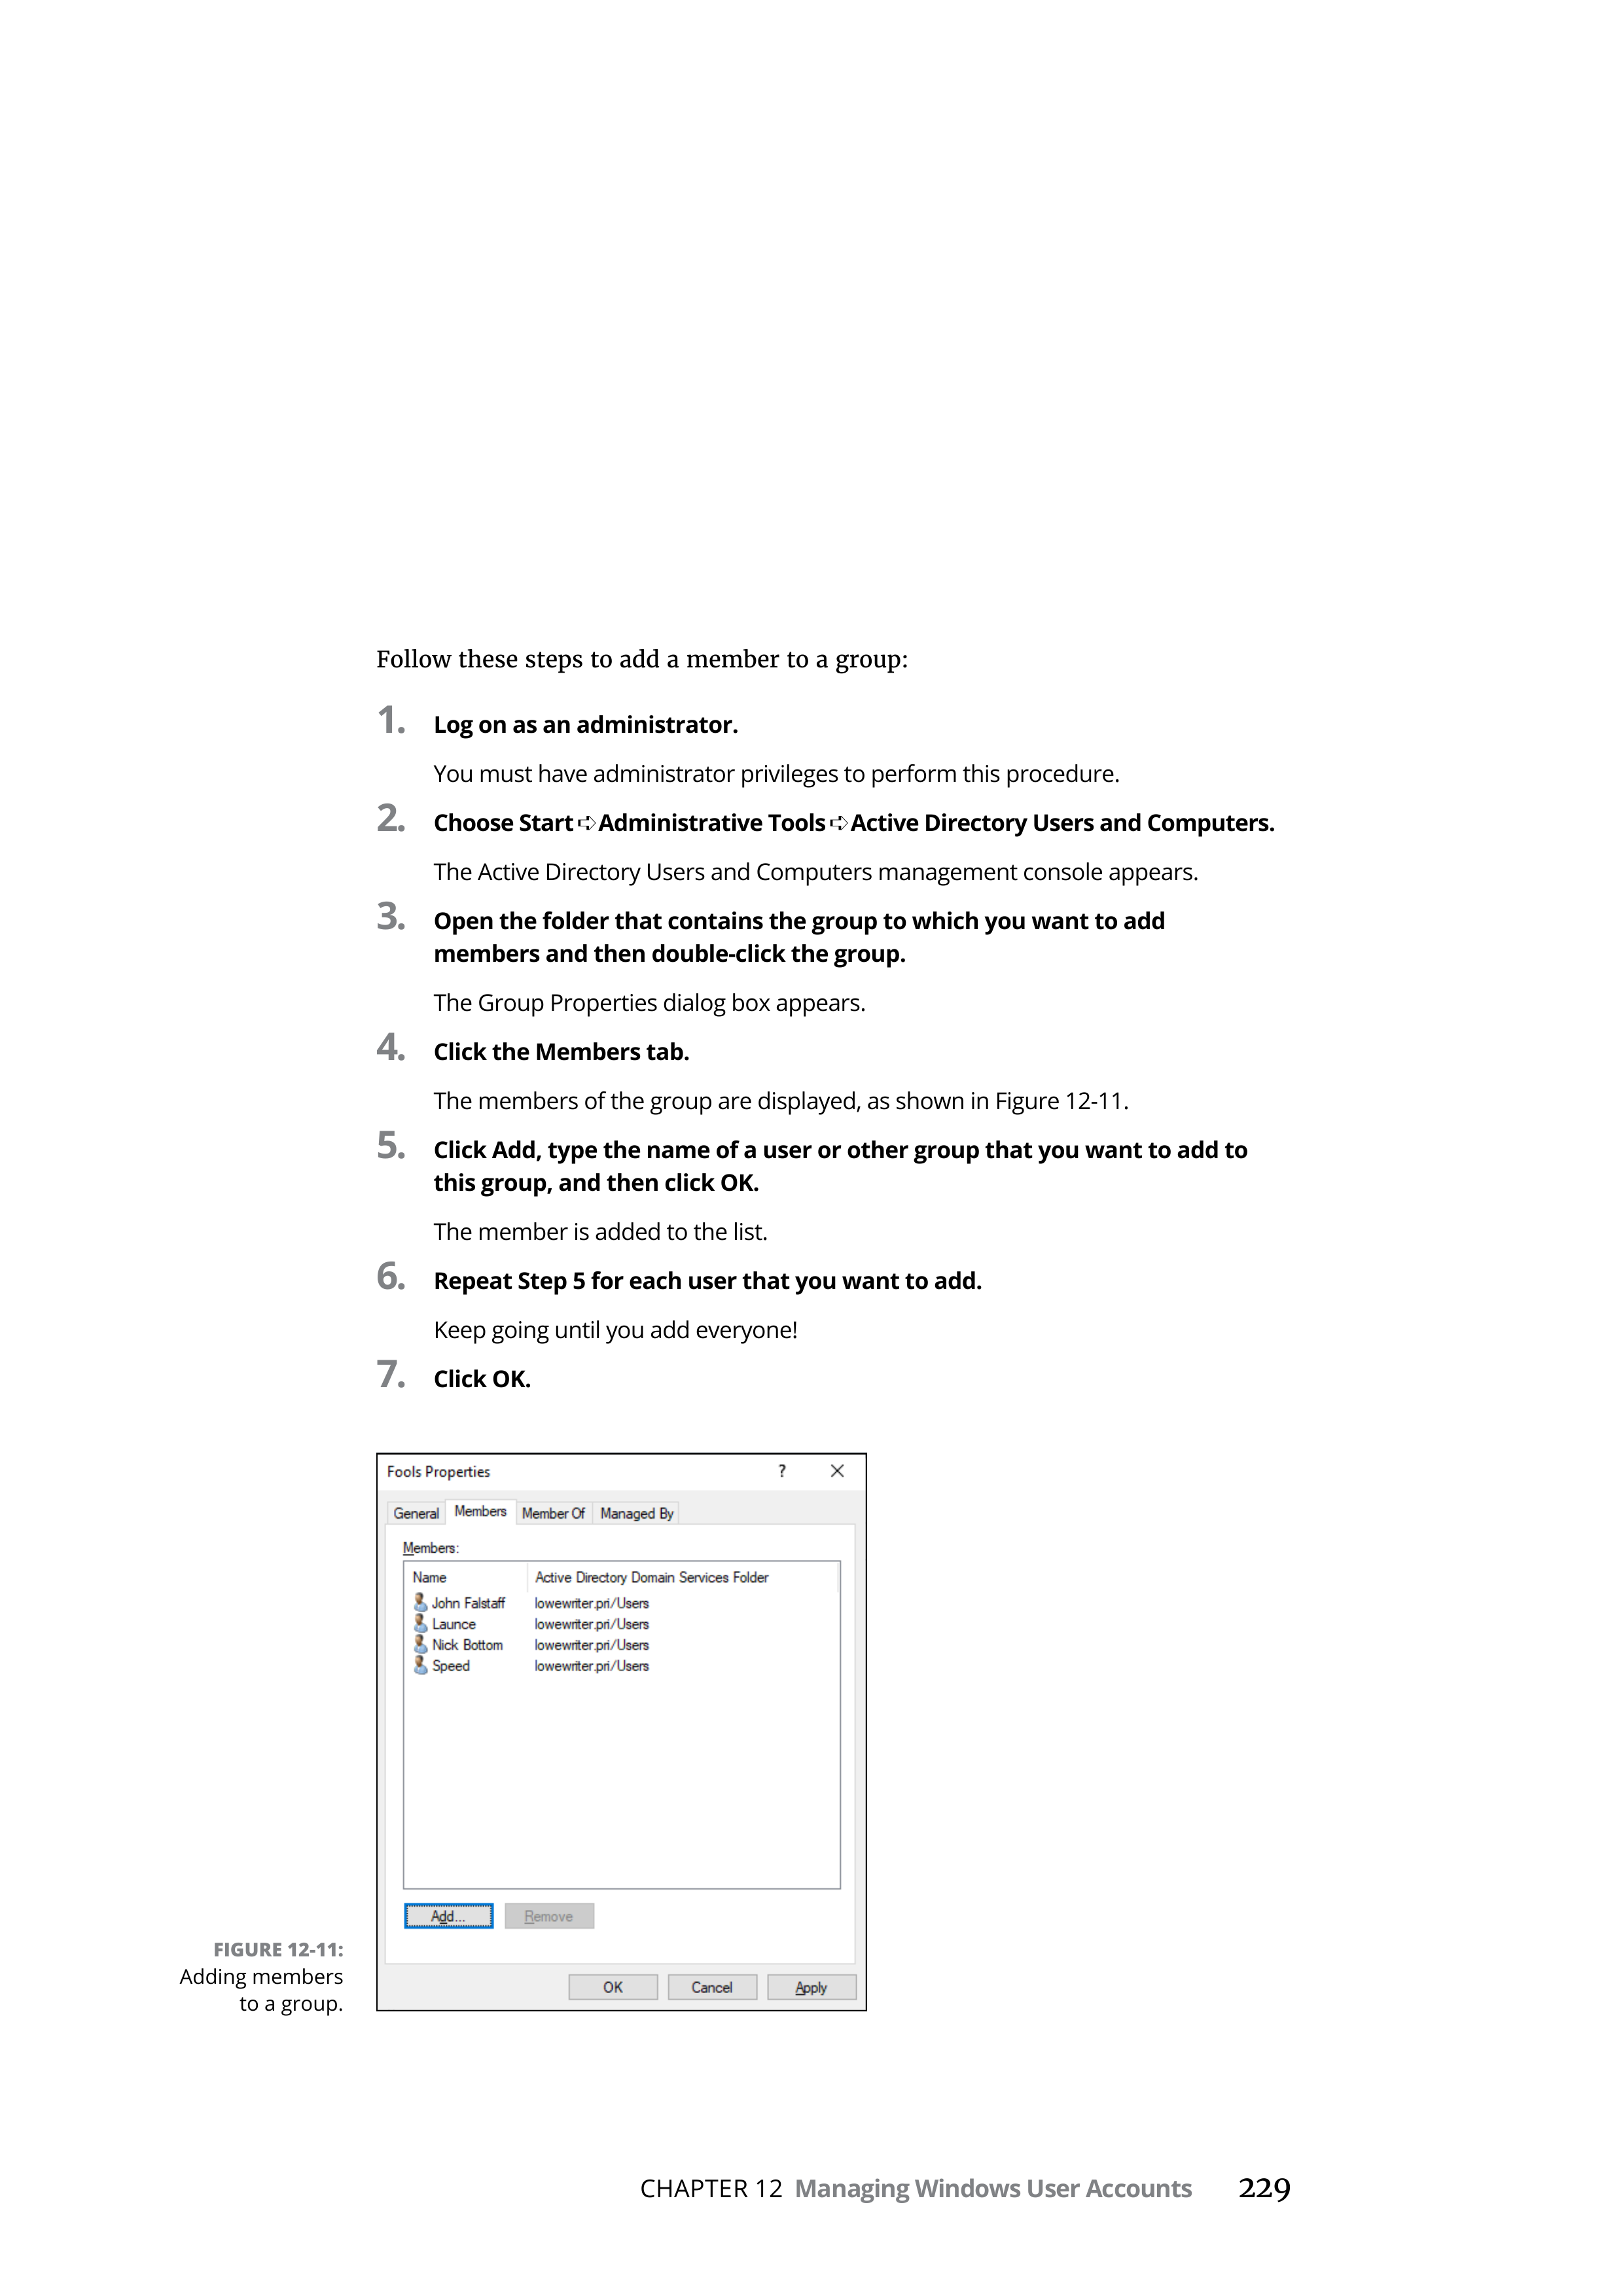 Follow these steps to add a member to a group:
1. Log on as an administrator.
You must have administrator privileges to perform this procedure.
2. Choose Start➪Administrative Tools➪Active Directory Users and Computers.
The Active Directory Users and Computers management console appears.
3. Open the folder that contains the group to which you want to add
members and then double-click the group.
The Group Properties dialog box appears.
4. Click the Members tab.
The members of the group are displayed, as shown in Figure 12-11.
5. Click Add, type the name of a user or other group that you want to add to
this group, and then click OK.
The member is added to the list.
6. Repeat Step 5 for each user that you want to add.
Keep going until you add everyone!
7. Click OK.
Fools Properties ? ×
General Members Member Of Managed By
Members:
Name Active Directory Domain Services Folder
John Falstaff lowewriter.pri/Users
Launce lowewriter.pri/Users
Nick Bottom lowewriter.pri/Users
Speed lowewriter.pri/Users
Add... Remove
OK Cancel Apply
FIGURE 12-11:
Adding members
to a group.
CHAPTER 12 Managing Windows User Accounts 229